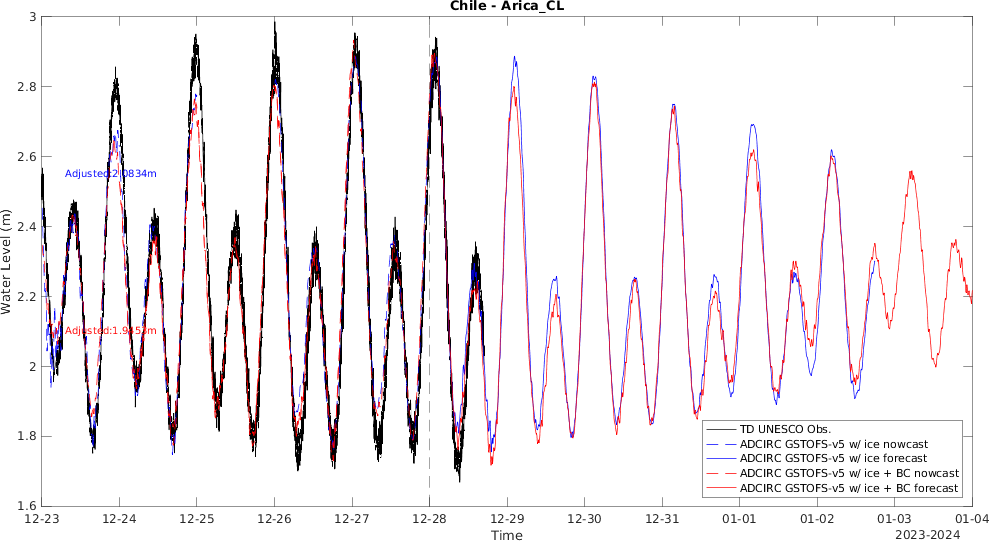 Chile - Arica_CL
3
2.8
2.6
2.4
2.2
2
1.8
1.6
Water Level (m)
Adjusted:2.0834m
TD UNESCO Obs.
ADCIRC GSTOFS-v5 w/ ice nowcast
ADCIRC GSTOFS-v5 w/ ice forecast
ADCIRC GSTOFS-v5 w/ ice + BC nowcast
ADCIRC GSTOFS-v5 w/ ice + BC forecast
12-23 12-24 12-25 12-26 12-27 12-28 12-29 12-30 12-31 01-01 01-02 01-03 01-04
Time
2023-2024